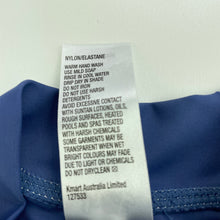 NYLON/ELASTANE
WARM HAND WASH
USE MILD SOAP
RINSE IN COOL WATER
DRIP DRY IN SHADE
DO NOT IRON
DO NOT USE HARSH
DETERGENTS
AVOID EXCESSIVE CONTACT
WITH SUNTAN LOTIONS, OILS,
ROUGH SURFACES, HEATED
POOLS AND SPAS TREATED
WITH HARSH CHEMICALS
SOME GARMENTS MAY BE
TRANSPARENT WHEN WET
BRIGHT COLOURS MAY FADE
DUE TO LIGHT OR CHEMICALS
DO NOT DRYCLEAN
Kmart Australia Limited
127533